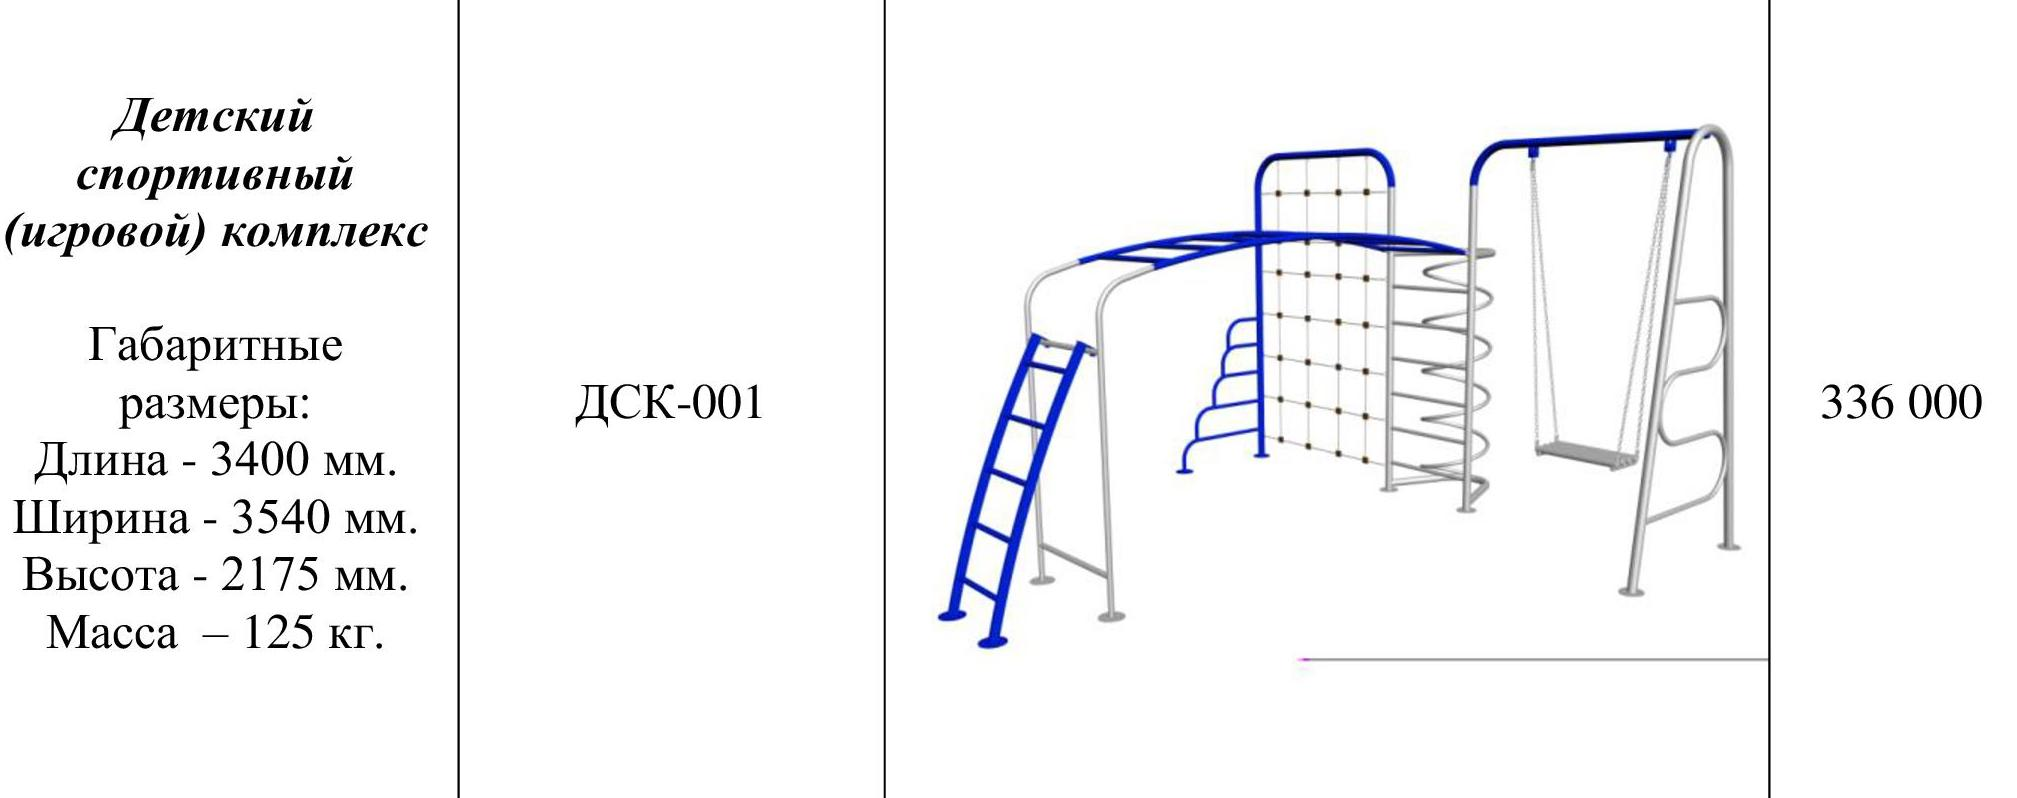 Детский
спортивный
(игровой) комплекс
Габаритные
размеры:
Длина - 3400 мм.
Ширина - 3540 мм.
Высота - 2175 мм.
Масса – 125 кг.
ДСК-001
336 000